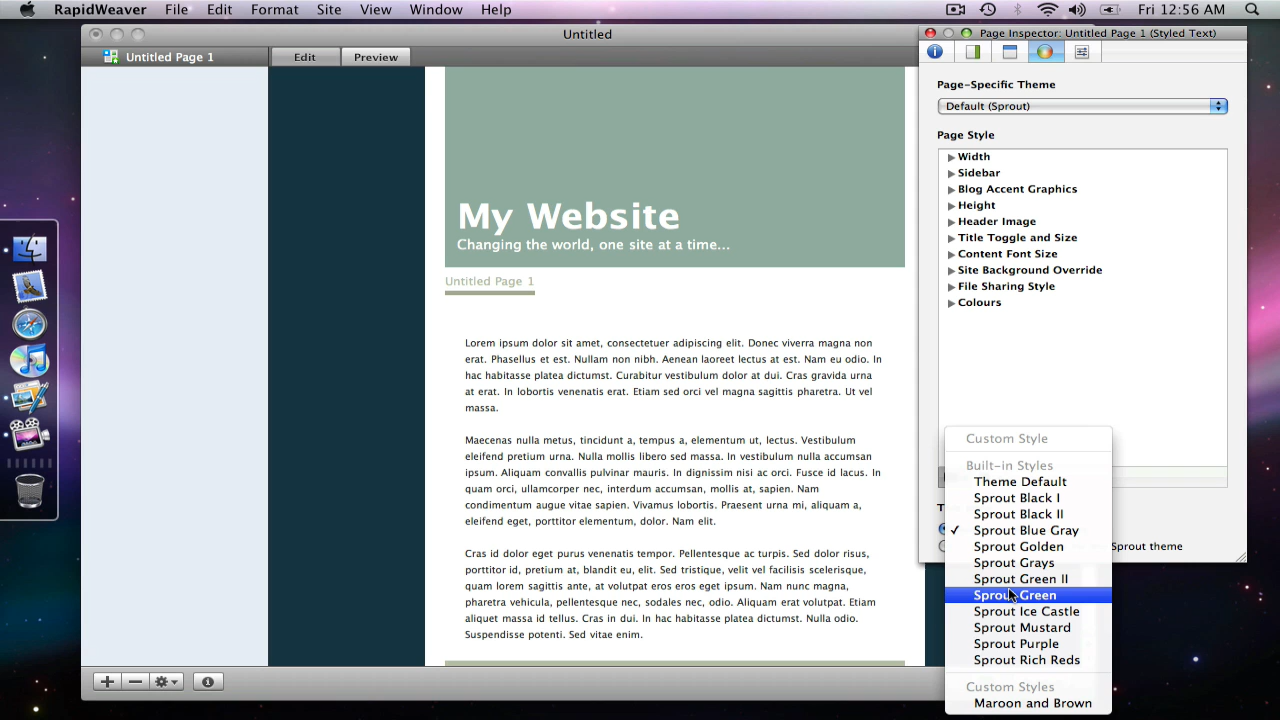 RapidWeaver File Edit Format Site View Window Help Fri 12:56 AM
Untitled
Page Inspector: Untitled Page 1 (Styled Text)
Untitled Page 1
Edit
Preview
Page-Specific Theme
Default (Sprout)
Page Style
Width
Sidebar
Blog Accent Graphics
Height
Header Image
Title Toggle and Size
Content Font Size
Site Background Override
File Sharing Style
Colours
My Website
Changing the world, one site at a time...
Untitled Page 1
Lorem ipsum dolor sit amet, consectetuer adipiscing elit. Donec viverra magna non
erat. Phasellus et est. Nullam non nibh. Aenean laoreet lectus at est. Nam eu odio. In
hac habitasse platea dictumst. Curabitur vestibulum dolor at dui. Cras gravida urna
at erat. In lobortis venenatis erat. Etiam sed orci vel magna sagittis pharetra. Ut vel
massa.
Maecenas nulla metus, tincidunt a, tempus a, elementum ut, lectus. Vestibulum
eleifend pretium urna. Nulla mollis libero sed massa. In vestibulum nulla accumsan
ipsum. Aliquam convallis pulvinar mauris. In dignissim nisi ac orci. Fusce id lacus. In
quam orci, ullamcorper nec, interdum accumsan, mollis at, sapien. Nam
condimentum augue vitae sapien. Vivamus lobortis. Praesent urna mi, aliquam a,
eleifend eget, porttitor elementum, dolor. Nam elit.
Cras id dolor eget purus venenatis tempor. Pellentesque ac turpis. Sed dolor risus,
porttitor id, pretium at, blandit eu, elit. Sed tristique, velit vel facilisis scelerisque,
quam lorem sagittis ante, at volutpat eros eros eget ipsum. Nam nunc magna,
pharetra vehicula, pellentesque nec, sodales nec, odio. Aliquam erat volutpat. Etiam
aliquet massa id tellus. Cras in dui. In hac habitasse platea dictumst. Nulla odio.
Suspendisse potenti. Sed vitae enim.
Custom Style
Built-in Styles
Theme Default
Sprout Black I
Sprout Black II
Sprout Blue Gray
Sprout Golden
Sprout Grays
Sprout Green II
Sprout Green
Sprout Ice Castle
Sprout Mustard
Sprout Purple
Sprout Rich Reds
Custom Styles
Maroon and Brown
Sprout theme